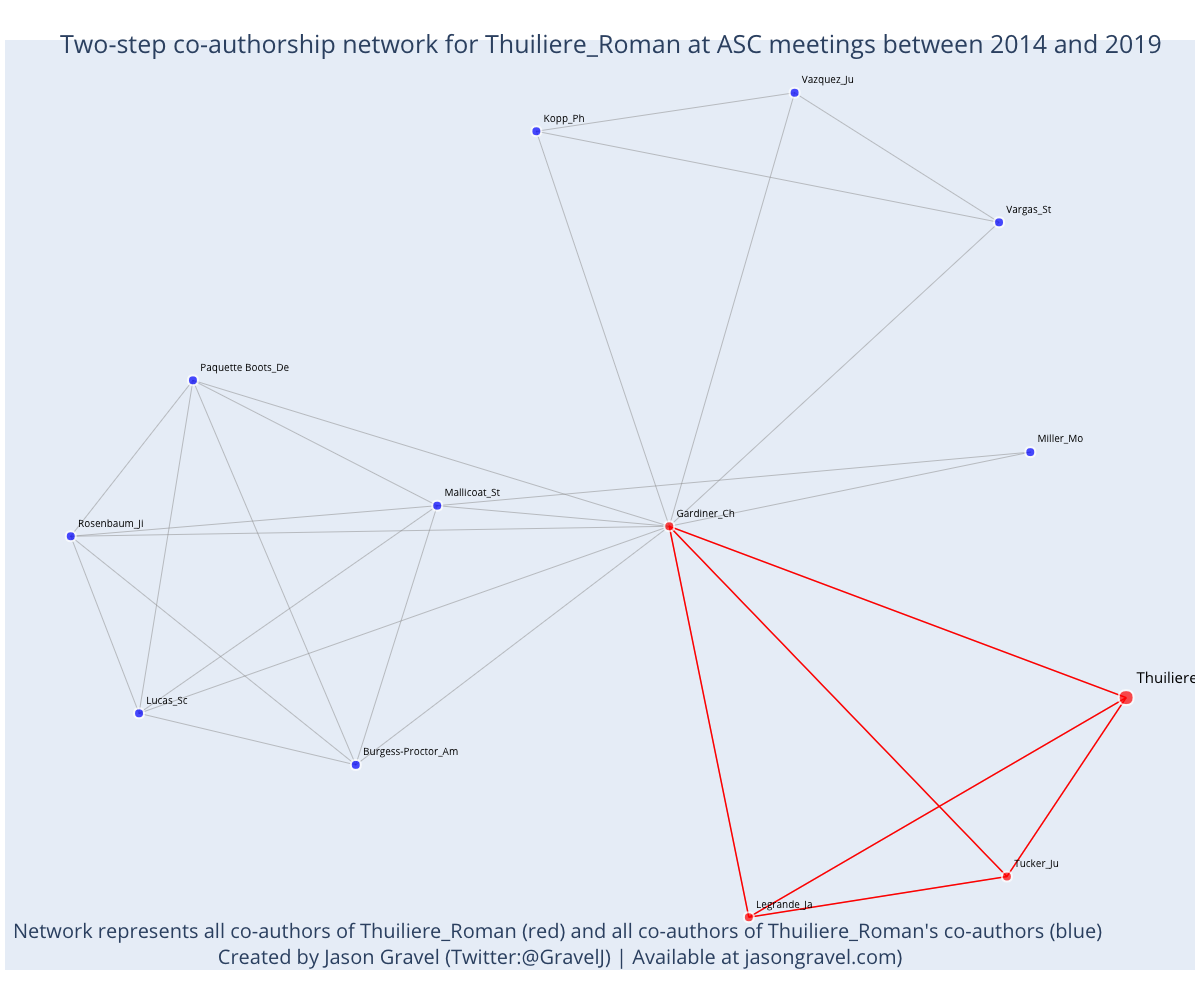 Two-step co-authorship network for Thuiliere_Roman at ASC meetings between 2014 and 2019
Vazquez_Ju
Kopp_Ph
Vargas_St
Paquette Boots_De
Miller_Mo
Mallicoat_St
Gardiner_Ch
Rosenbaum_Ji
Thuiliere
Lucas_Sc
Burgess-Proctor_Am
Tucker_Ju
Legrande_Ja
Network represents all co-authors of Thuiliere_Roman (red) and all co-authors of Thuiliere_Roman's co-authors (blue)
Created by Jason Gravel (Twitter:@GravelJ) | Available at jasongravel.com)